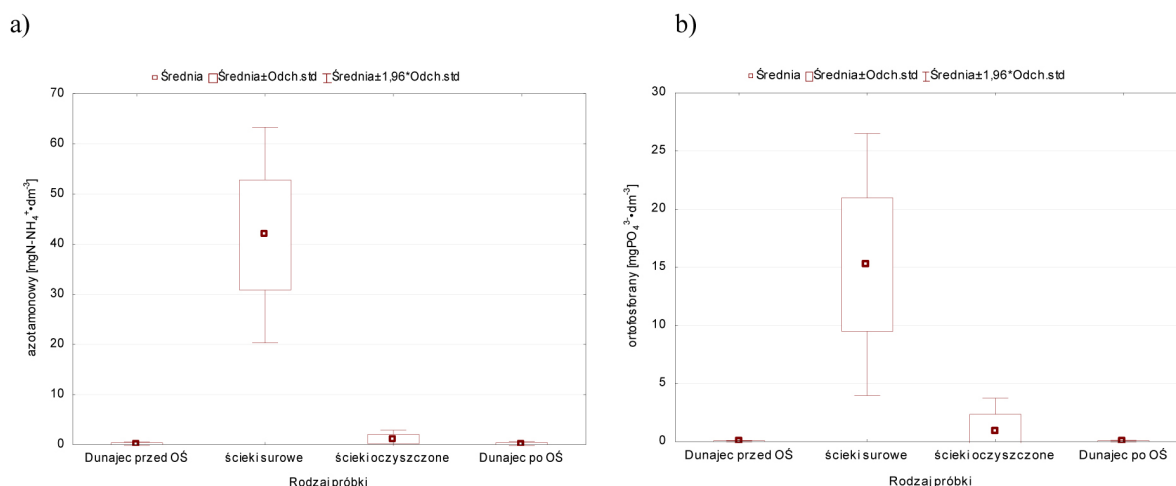 a)
Średnia Średnia±Odch.std Średnia±1,96*Odch.std
70
60
50
40
30
20
10
0
azotamonowy [mgN-NH₄⁺•dm⁻³]
Dunajec przed OŚ ścieki surowe ścieki oczyszczone Dunajec po OŚ
Rodzaj próbki
b)
Średnia Średnia±Odch.std Średnia±1,96*Odch.std
30
25
20
15
10
5
0
ortofosforany [mgPO₄³⁻•dm⁻³]
Dunajec przed OŚ ścieki surowe ścieki oczyszczone Dunajec po OŚ
Rodzaj próbki